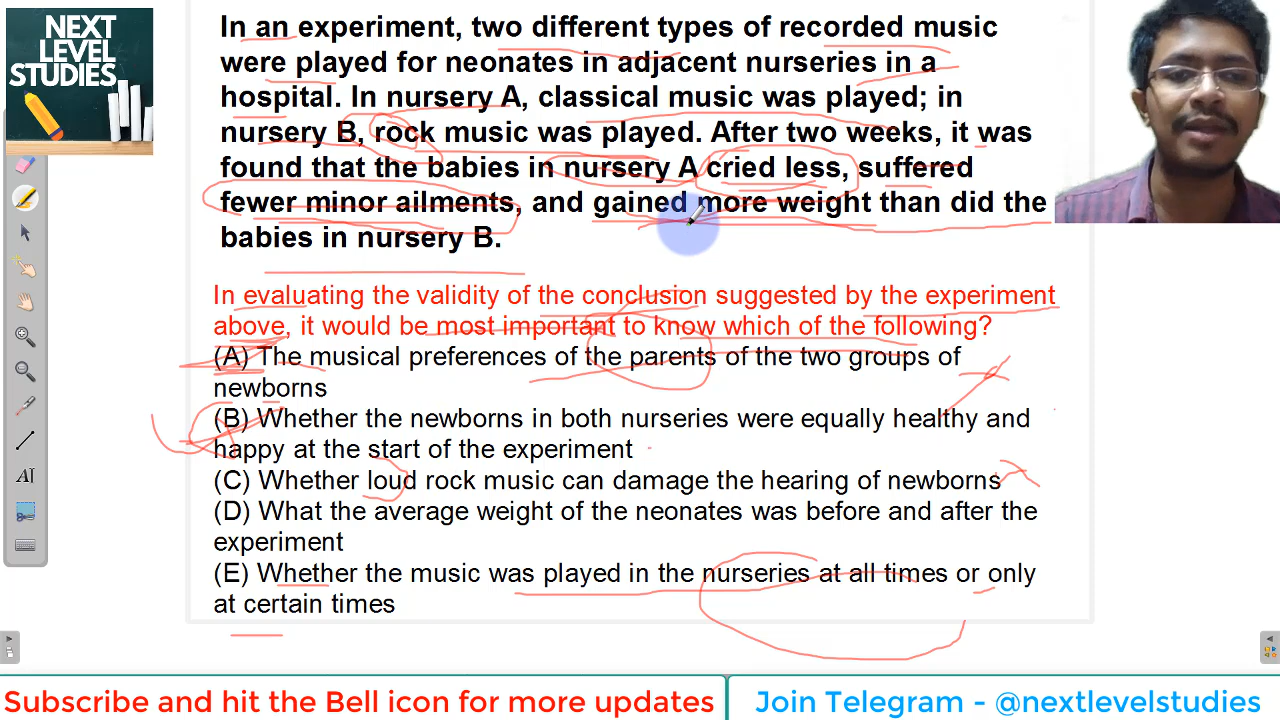 NEXT
LEVEL
STUDIES
In an experiment, two different types of recorded music
were played for neonates in adjacent nurseries in a
hospital. In nursery A, classical music was played; in
nursery B, rock music was played. After two weeks, it was
found that the babies in nursery A cried less, suffered
fewer minor ailments, and gained more weight than did the
babies in nursery B.
In evaluating the validity of the conclusion suggested by the experiment
above, it would be most important to know which of the following?
(A) The musical preferences of the parents of the two groups of
newborns
(B) Whether the newborns in both nurseries were equally healthy and
happy at the start of the experiment
(C) Whether loud rock music can damage the hearing of newborns
(D) What the average weight of the neonates was before and after the
experiment
(E) Whether the music was played in the nurseries at all times or only
at certain times
AI
Subscribe and hit the Bell icon for more updates
Join Telegram - @nextlevelstudies